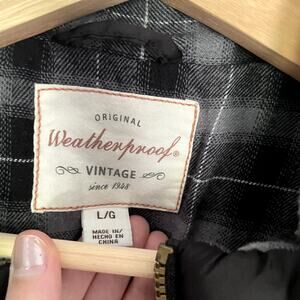 ORIGINAL
Weatherproof®
VINTAGE
since 1948
L/G
MADE IN/
HECHO EN
CHINA